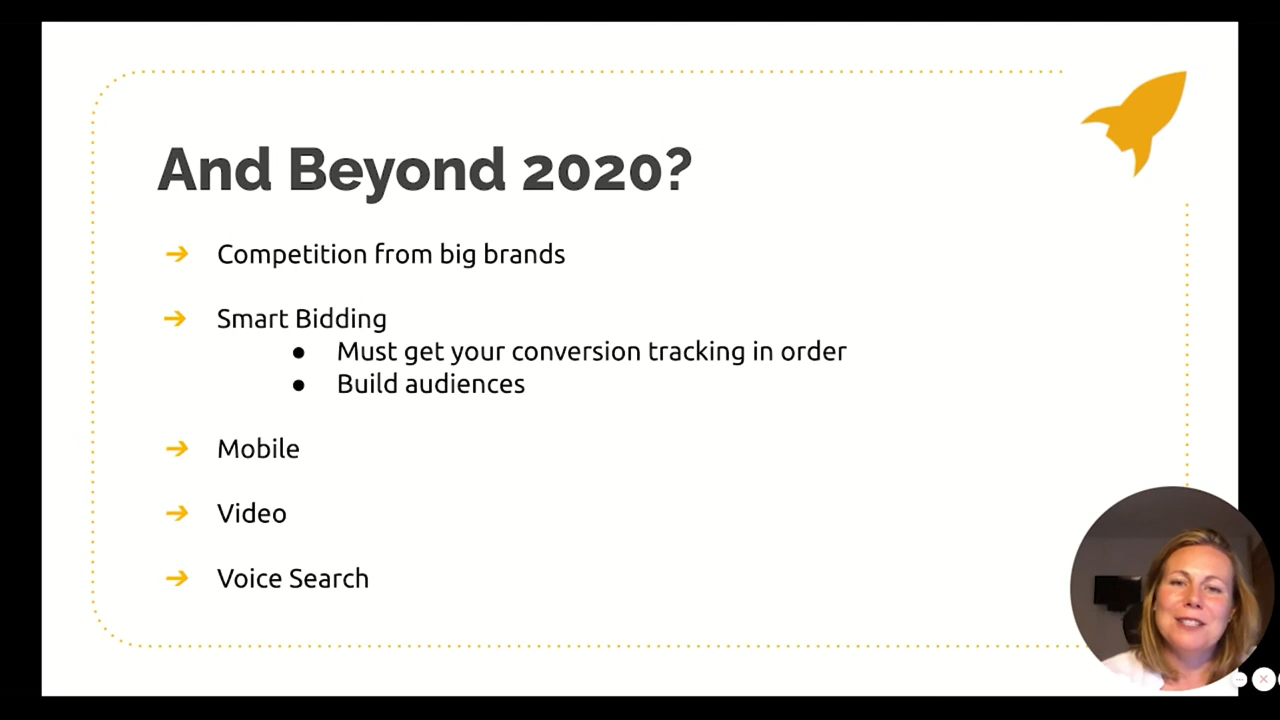 And Beyond 2020?
➔ Competition from big brands
➔ Smart Bidding
● Must get your conversion tracking in order
● Build audiences
➔ Mobile
➔ Video
➔ Voice Search